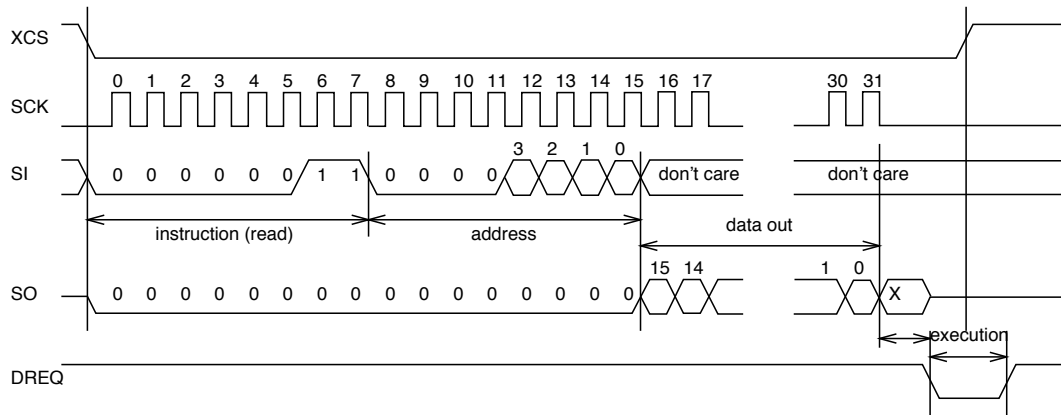 XCS
0 1 2 3 4 5 6 7 8 9 10 11 12 13 14 15 16 17 30 31
SCK
3 2 1 0
SI 0 0 0 0 0 0 1 1 0 0 0 0 don't care don't care
instruction (read) address data out
15 14 1 0
SO 0 0 0 0 0 0 0 0 0 0 0 0 0 0 0 0 X
execution
DREQ